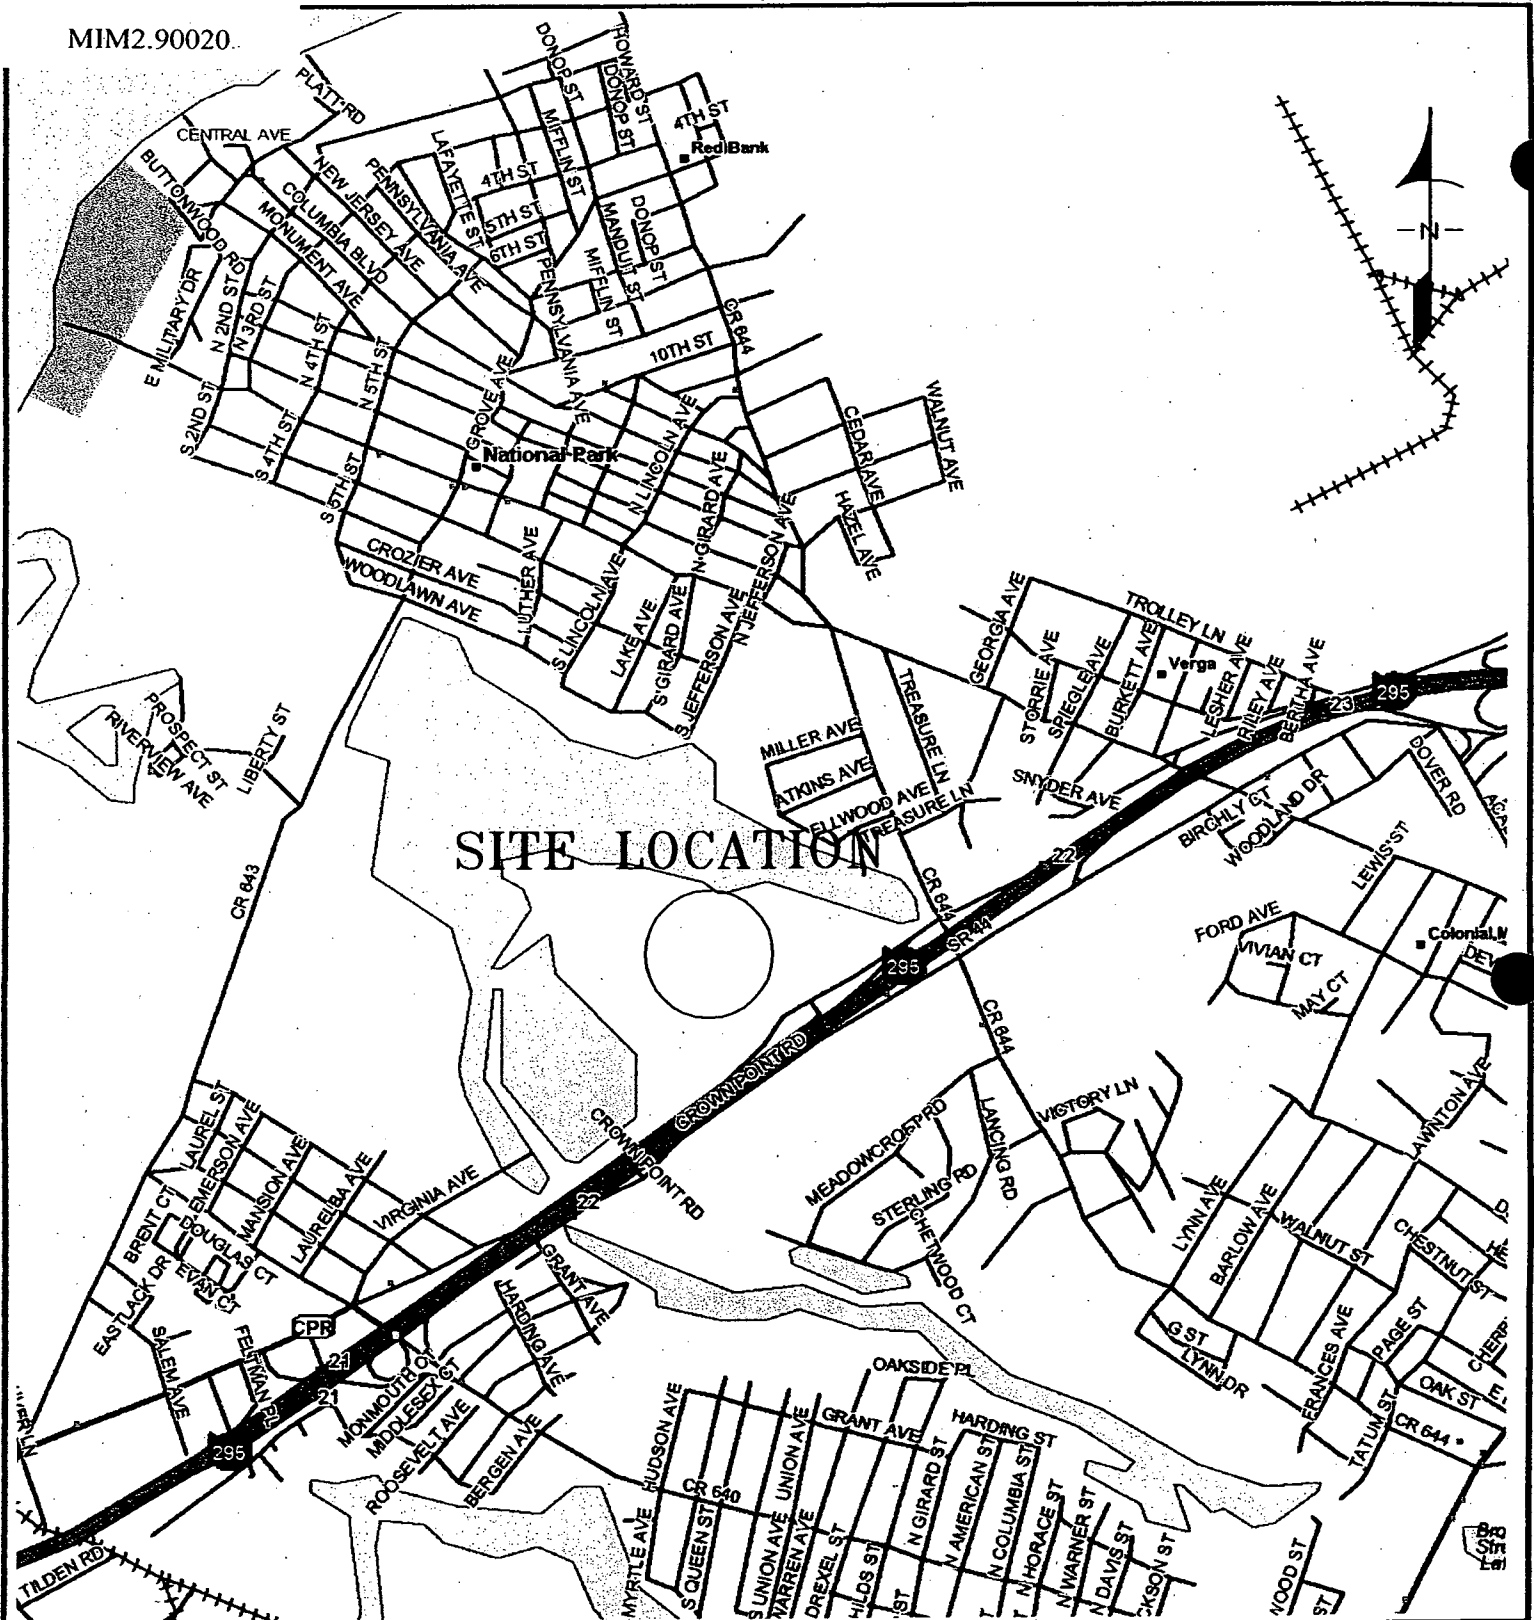 MIM2.90020
PLATT RD
DONOP ST
HOWARD ST
DONOP ST
4TH ST
Red Bank
CENTRAL AVE
LAFAYETTE ST
MIFFLIN ST
BUTTONWOOD RD
NEW JERSEY AVE
PENNSYLVANIA AVE
4TH ST
COLUMBIA BLVD
MONUMENT AVE
5TH ST
6TH ST
MANDUIT ST
DONOP ST
-N-
E MILITARY DR
N 2ND ST
N 3RD ST
N 4TH ST
N 5TH ST
PENNSYLVANIA AVE
MIFFLIN ST
CR 644
10TH ST
GROVE AVE
S 2ND ST
S 4TH ST
S 5TH ST
National Park
N LINCOLN AVE
N GIRARD AVE
CEDAR AVE
WALNUT AVE
HAZEL AVE
CROZIER AVE
WOODLAWN AVE
LUTHER AVE
S LINCOLN AVE
LAKE AVE
S GIRARD AVE
S JEFFERSON AVE
N JEFFERSON AVE
GEORGIA AVE
TROLLEY LN
STORRIE AVE
SPIEGLE AVE
BURKETT AVE
Verga
LESHER AVE
RILEY AVE
BERTHA AVE
23
295
PROSPECT ST
RIVERVIEW AVE
LIBERTY ST
MILLER AVE
ATKINS AVE
ELLWOOD AVE
TREASURE LN
TREASURE LN
SNYDER AVE
BIRCHLY CT
WOODLAND DR
DOVER RD
SITE LOCATION
CR 643
CR 644
22
LEWIS ST
SR 44
295
FORD AVE
VIVIAN CT
MAY CT
Colonial M
DEV
CR 644
CROWN POINT RD
CROWN POINT RD
22
LAUREL ST
EMERSON AVE
MANSION AVE
LAURELBA AVE
VIRGINIA AVE
BRENT CT
DOUGLAS CT
EVAN CT
EASTLACK DR
MEADOWCROFT RD
LANCING RD
VICTORY LN
STERLING RD
CHETWOOD CT
LAWNTON AVE
LYNN AVE
BARLOW AVE
WALNUT ST
CHESTNUT ST
GRANT AVE
HARDING AVE
CPR
SALEM AVE
FELTMAN PL
21
21
295
MONMOUTH CT
MIDDLESEX CT
ROOSEVELT AVE
BERGEN AVE
G ST
LYNN DR
FRANCES AVE
PAGE ST
OAK ST
CR 644
TATUM ST
OAKSIDE PL
HUDSON AVE
GRANT AVE
HARDING ST
UNION AVE
CR 640
N GIRARD ST
N AMERICAN ST
N COLUMBIA ST
N HORACE ST
N WARNER ST
N DAVIS ST
CKSON ST
MYRTLE AVE
S QUEEN ST
S UNION AVE
WARREN AVE
DREXEL ST
HILDS ST
ST
WOOD ST
ST
TILDEN RD